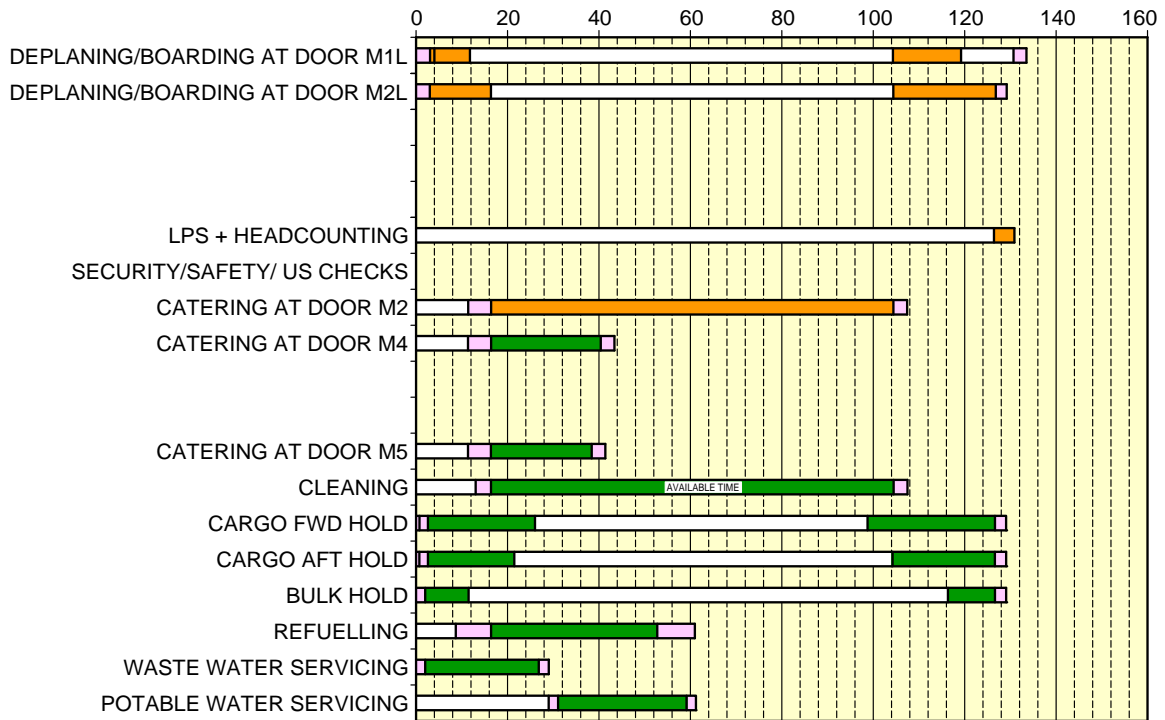 0 20 40 60 80 100 120 140 160
DEPLANING/BOARDING AT DOOR M1L
DEPLANING/BOARDING AT DOOR M2L
LPS + HEADCOUNTING
SECURITY/SAFETY/ US CHECKS
CATERING AT DOOR M2
CATERING AT DOOR M4
CATERING AT DOOR M5
CLEANING
AVAILABLE TIME
CARGO FWD HOLD
CARGO AFT HOLD
BULK HOLD
REFUELLING
WASTE WATER SERVICING
POTABLE WATER SERVICING